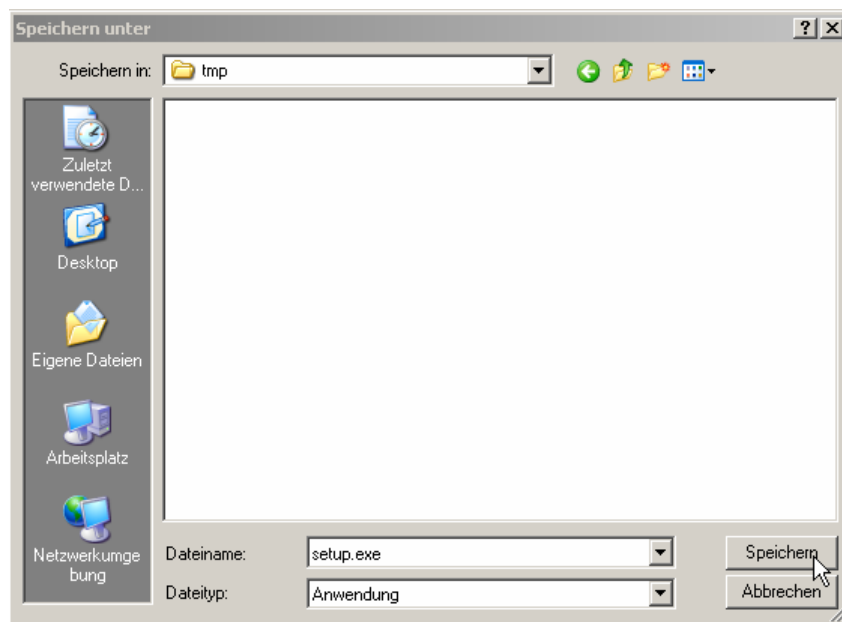 Speichern unter
Speichern in: tmp
Zuletzt
verwendete D...
Desktop
Eigene Dateien
Arbeitsplatz
Netzwerkumge
bung
Dateiname: setup.exe Speichern
Dateityp: Anwendung Abbrechen